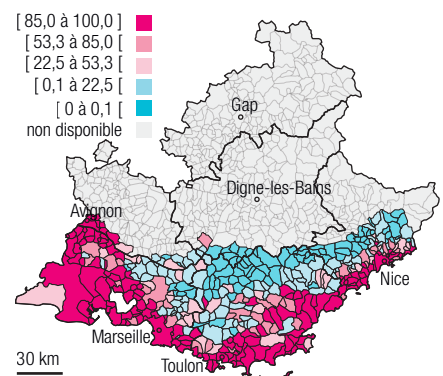 [ 85,0 à 100,0 ]
[ 53,3 à 85,0 [
[ 22,5 à 53,3 [
[ 0,1 à 22,5 [
[ 0 à 0,1 [
non disponible
Gap
Digne-les-Bains
Avignon
Nice
Marseille
Toulon
30 km